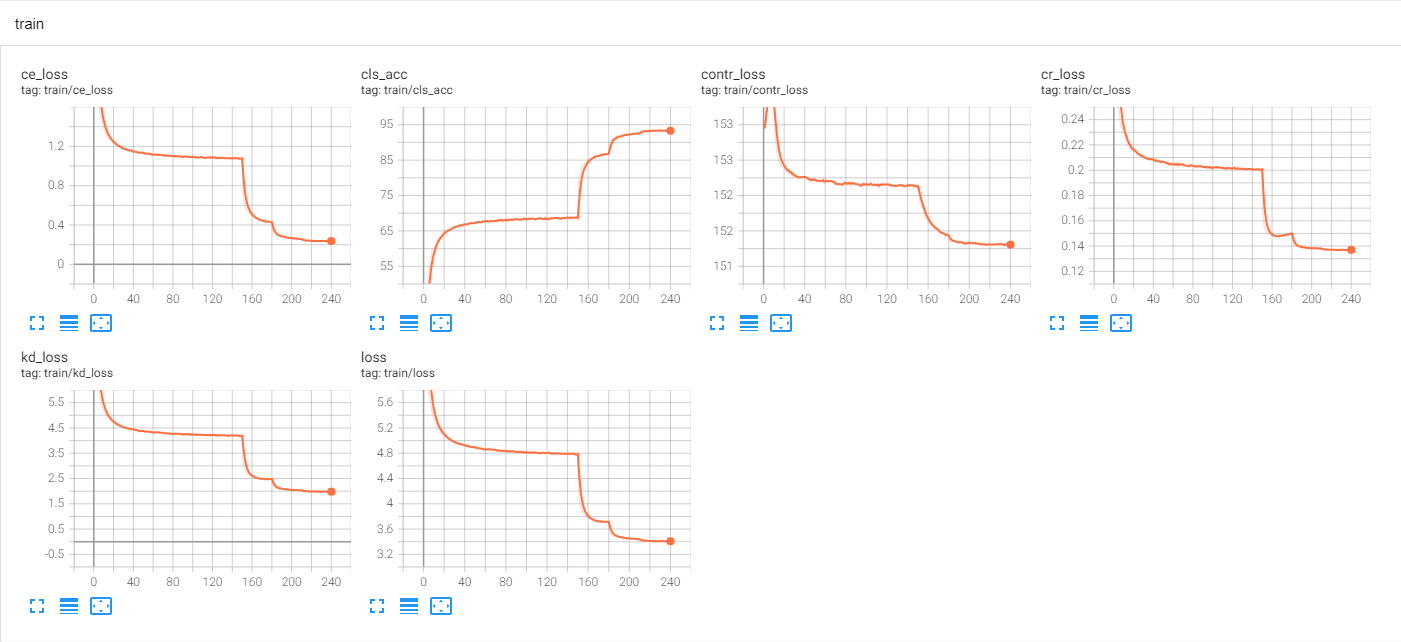 train
ce_loss
tag: train/ce_loss
1.2
0.8
0.4
0
0 40 80 120 160 200 240
cls_acc
tag: train/cls_acc
95
85
75
65
55
0 40 80 120 160 200 240
contr_loss
tag: train/contr_loss
153
153
152
152
151
0 40 80 120 160 200 240
cr_loss
tag: train/cr_loss
0.24
0.22
0.2
0.18
0.16
0.14
0.12
0 40 80 120 160 200 240
kd_loss
tag: train/kd_loss
5.5
4.5
3.5
2.5
1.5
0.5
-0.5
0 40 80 120 160 200 240
loss
tag: train/loss
5.6
5.2
4.8
4.4
4
3.6
3.2
0 40 80 120 160 200 240